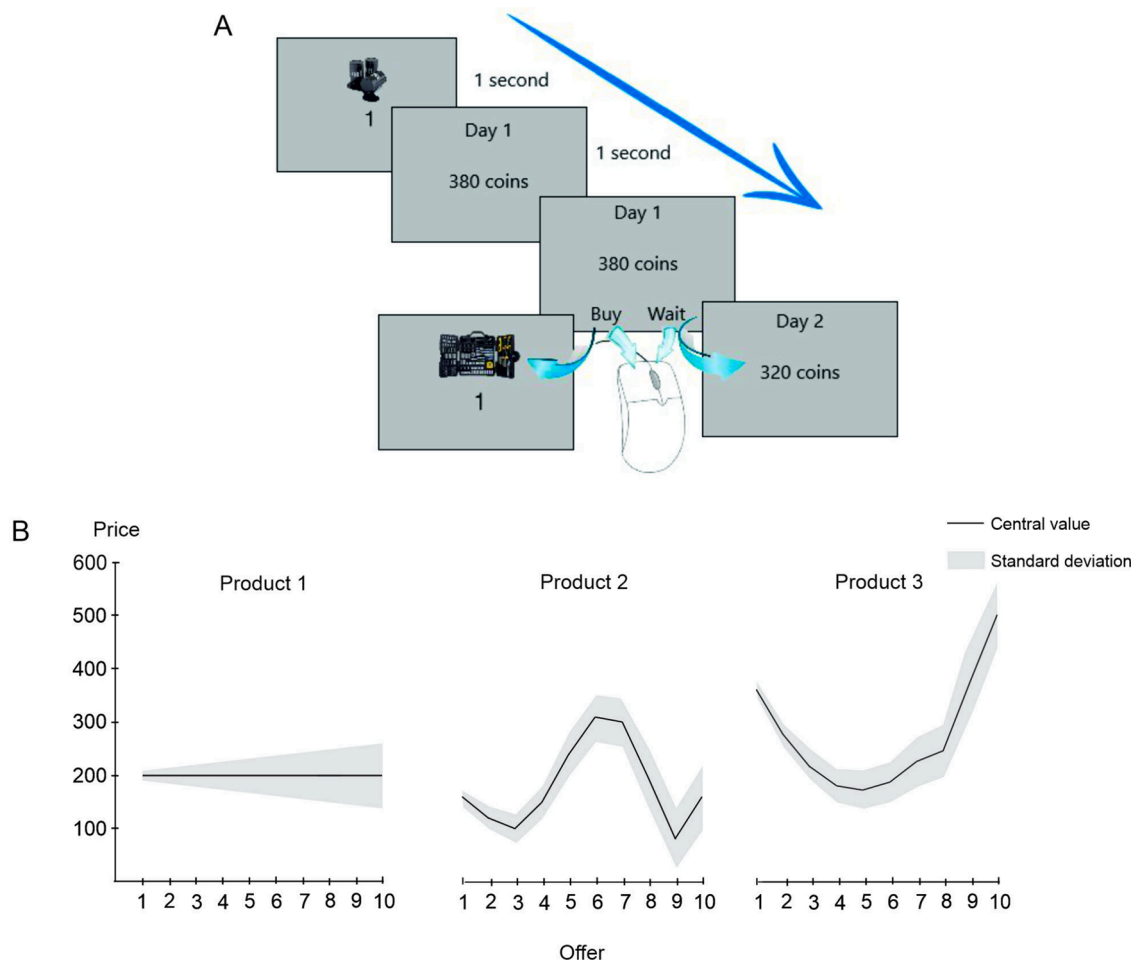 A
1 second
1
Day 1
380 coins
1 second
Day 1
380 coins
Buy Wait
1
Day 2
320 coins
B
Price
Central value
Standard deviation
Product 1 Product 2 Product 3
600
500
400
300
200
100
1 2 3 4 5 6 7 8 9 10 1 2 3 4 5 6 7 8 9 10 1 2 3 4 5 6 7 8 9 10
Offer